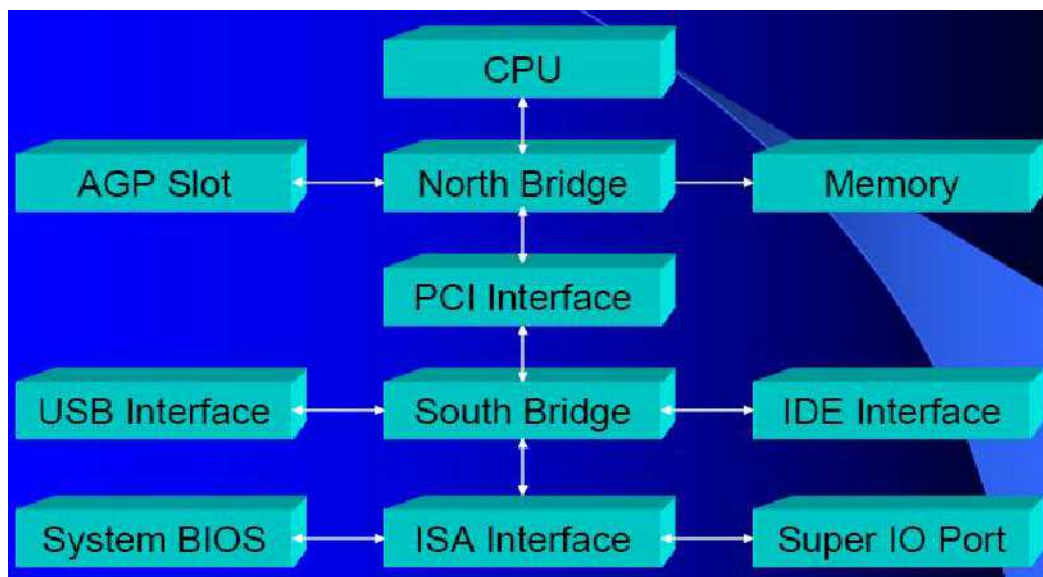 CPU
AGP Slot
North Bridge
Memory
PCI Interface
USB Interface
South Bridge
IDE Interface
System BIOS
ISA Interface
Super IO Port